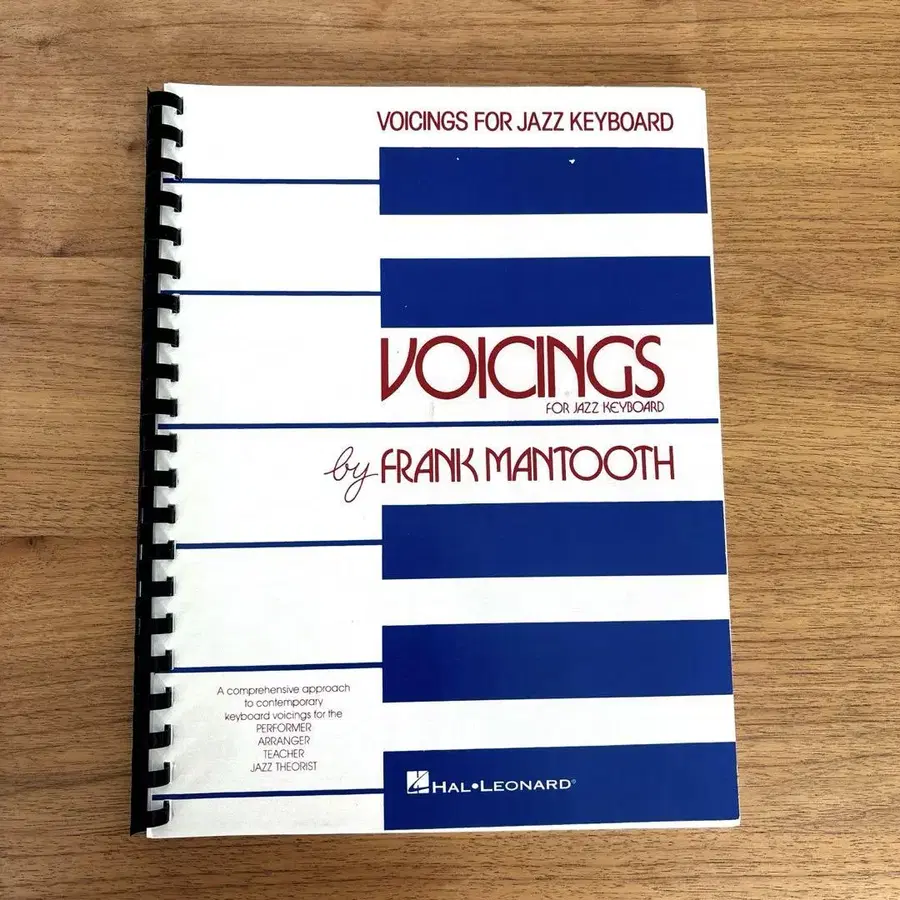 VOICINGS FOR JAZZ KEYBOARD
VOICINGS
FOR JAZZ KEYBOARD
by FRANK MANTOOTH
A comprehensive approach
to contemporary
keyboard voicings for the
PERFORMER
ARRANGER
TEACHER
JAZZ THEORIST
HAL•LEONARD®